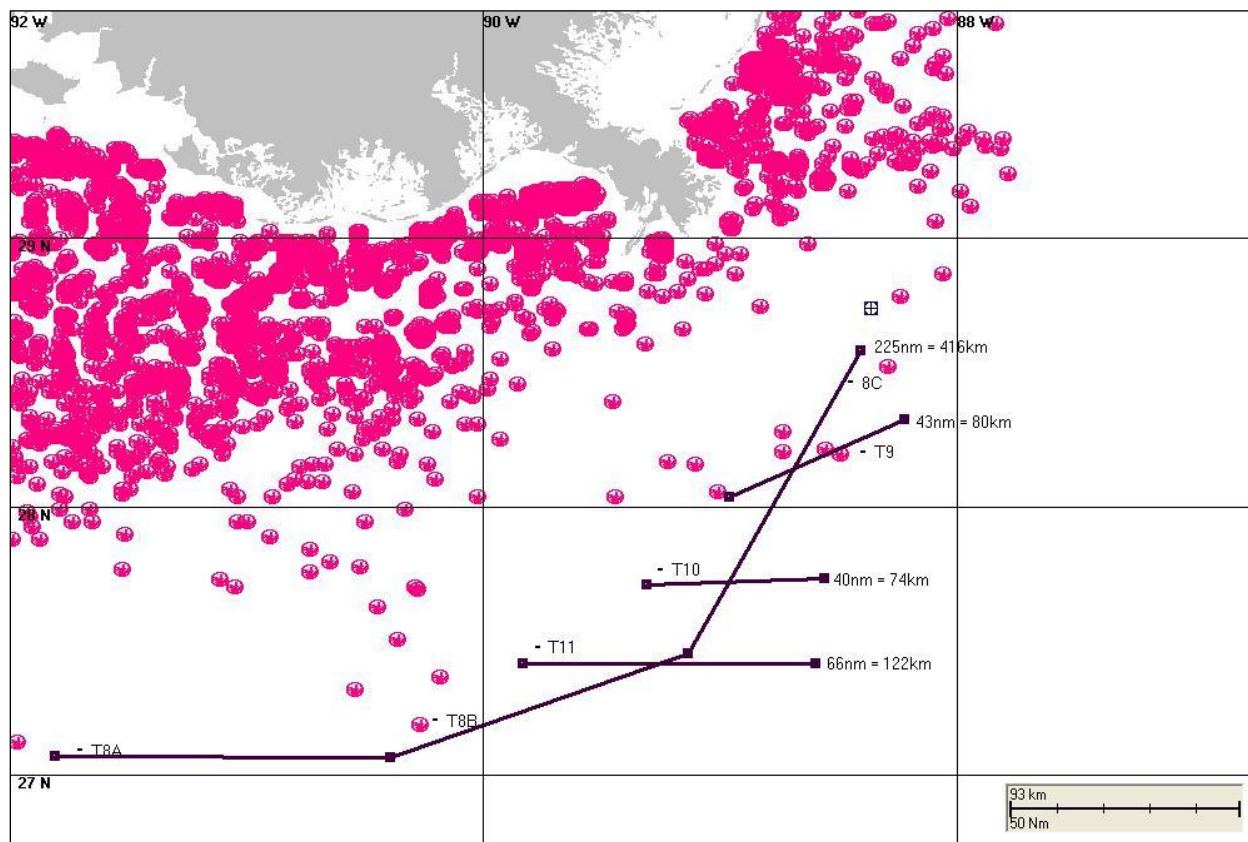 92 W
90 W
88 W
29 N
225nm = 416km
- 8C
43nm = 80km
- T9
28 N
- T10
40nm = 74km
- T11
66nm = 122km
- T8B
- T8A
27 N
93 km
50 Nm